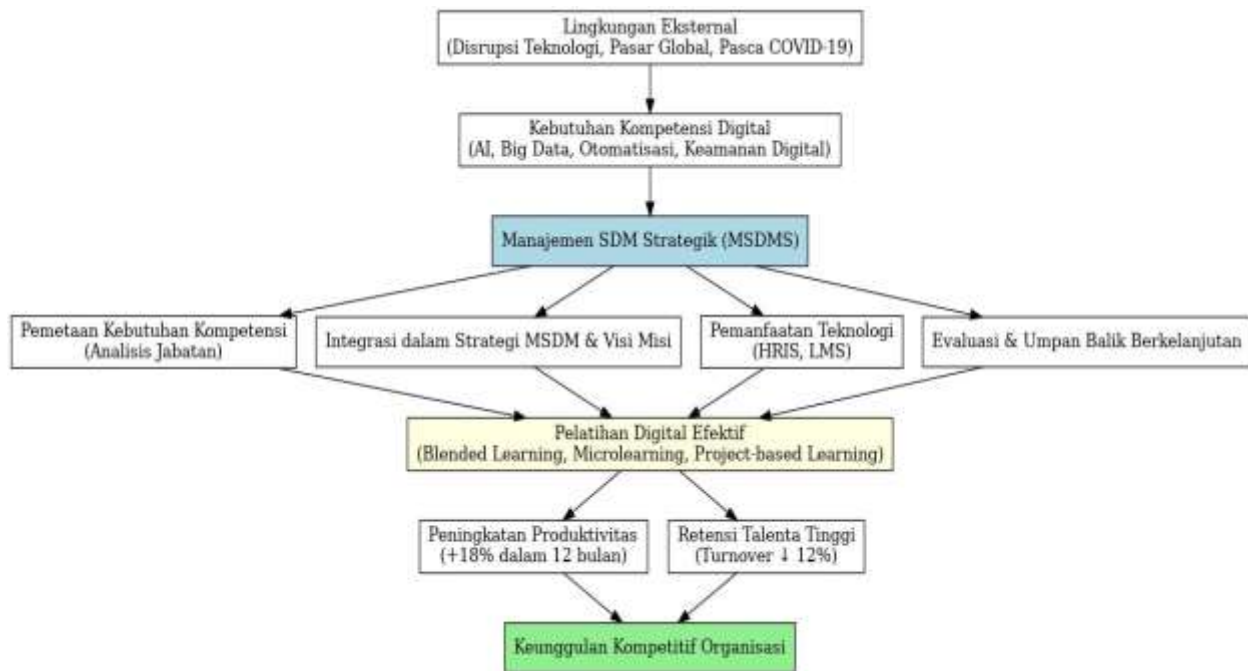 Lingkungan Eksternal
(Disrupsi Teknologi, Pasar Global, Pasca COVID-19)
Kebutuhan Kompetensi Digital
(AI, Big Data, Otomatisasi, Keamanan Digital)
Manajemen SDM Strategik (MSDMS)
Pemetaan Kebutuhan Kompetensi
(Analisis Jabatan)
Integrasi dalam Strategi MSDM & Visi Misi
Pemanfaatan Teknologi
(HRIS, LMS)
Evaluasi & Umpan Balik Berkelanjutan
Pelatihan Digital Efektif
(Blended Learning, Microlearning, Project-based Learning)
Peningkatan Produktivitas
(+18% dalam 12 bulan)
Retensi Talenta Tinggi
(Turnover ↓ 12%)
Keunggulan Kompetitif Organisasi